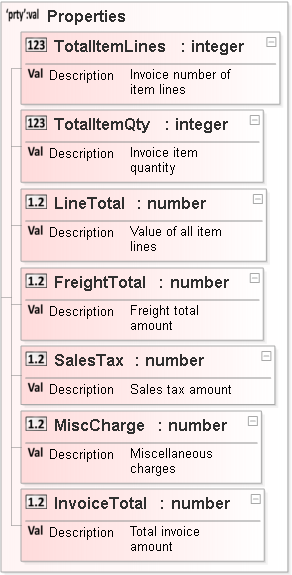 'prty':val Properties
123 TotalItemLines : integer
Val Description Invoice number of
item lines
123 TotalItemQty : integer
Val Description Invoice item
quantity
1.2 LineTotal : number
Val Description Value of all item
lines
1.2 FreightTotal : number
Val Description Freight total
amount
1.2 SalesTax : number
Val Description Sales tax amount
1.2 MiscCharge : number
Val Description Miscellaneous
charges
1.2 InvoiceTotal : number
Val Description Total invoice
amount